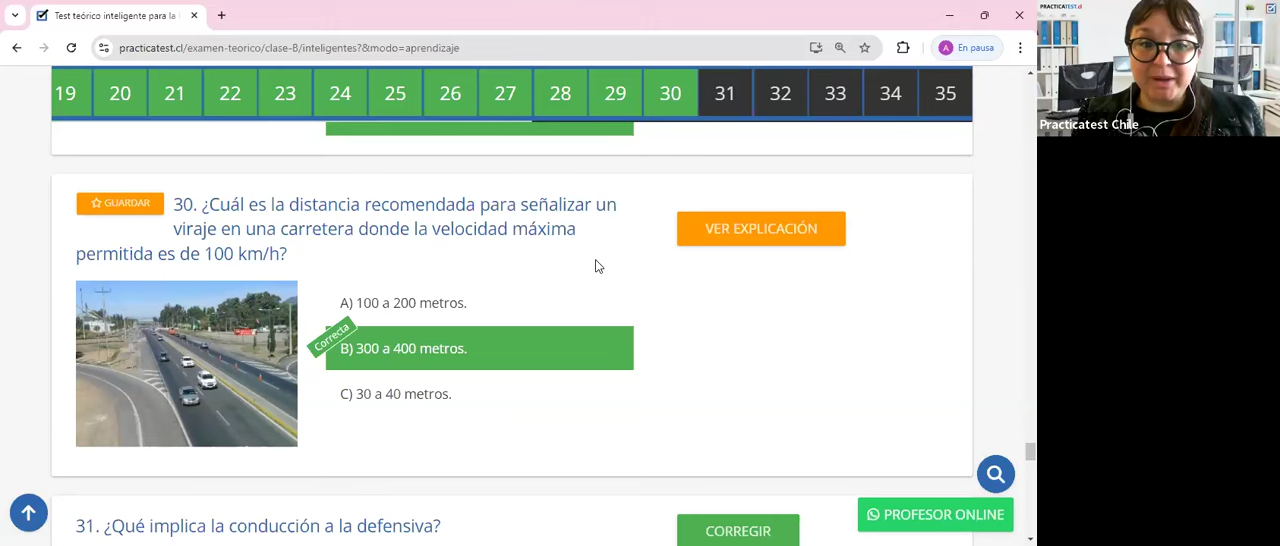 Test teórico inteligente para la
practicatest.cl/examen-teorico/clase-B/inteligentes?&modo=aprendizaje
A
En pausa
PRACTICATEST.CL
Practicatest Chile
19 20 21 22 23 24 25 26 27 28 29 30 31 32 33 34 35
GUARDAR
30. ¿Cuál es la distancia recomendada para señalizar un
viraje en una carretera donde la velocidad máxima
permitida es de 100 km/h?
VER EXPLICACIÓN
A) 100 a 200 metros.
Correcta
B) 300 a 400 metros.
C) 30 a 40 metros.
31. ¿Qué implica la conducción a la defensiva?
CORREGIR
PROFESOR ONLINE